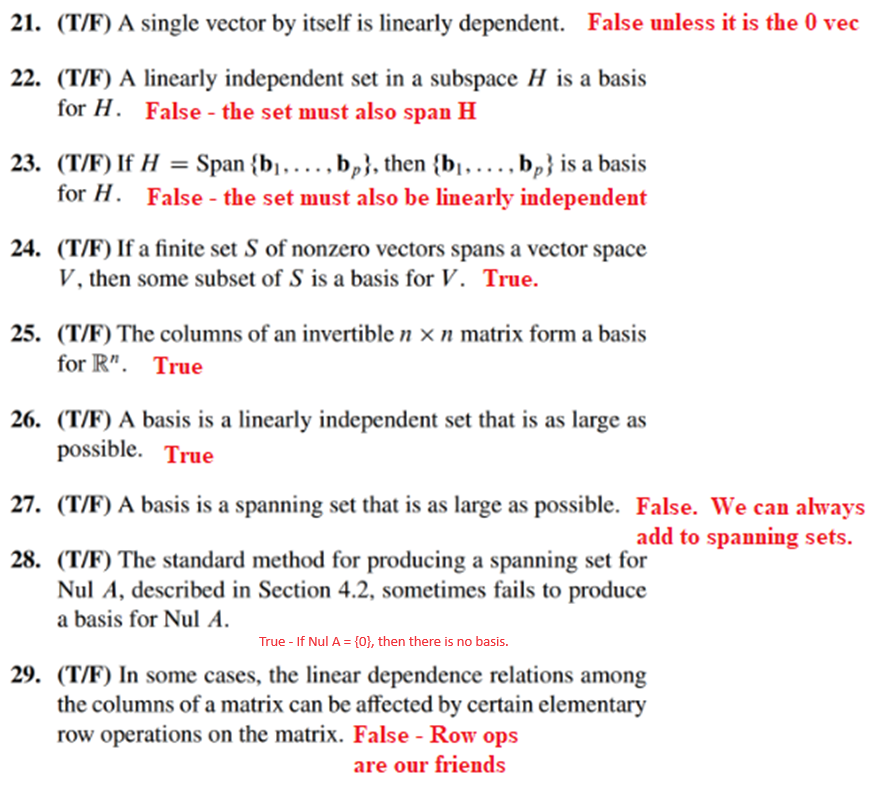 21. (T/F) A single vector by itself is linearly dependent. False unless it is the 0 vec
22. (T/F) A linearly independent set in a subspace H is a basis
for H. False - the set must also span H
23. (T/F) If H = Span {b₁, . . . , bₚ}, then {b₁, . . . , bₚ} is a basis
for H. False - the set must also be linearly independent
24. (T/F) If a finite set S of nonzero vectors spans a vector space
V, then some subset of S is a basis for V. True.
25. (T/F) The columns of an invertible n × n matrix form a basis
for ℝⁿ. True
26. (T/F) A basis is a linearly independent set that is as large as
possible. True
27. (T/F) A basis is a spanning set that is as large as possible. False. We can always
add to spanning sets.
28. (T/F) The standard method for producing a spanning set for
Nul A, described in Section 4.2, sometimes fails to produce
a basis for Nul A.
True - If Nul A = {0}, then there is no basis.
29. (T/F) In some cases, the linear dependence relations among
the columns of a matrix can be affected by certain elementary
row operations on the matrix. False - Row ops
are our friends